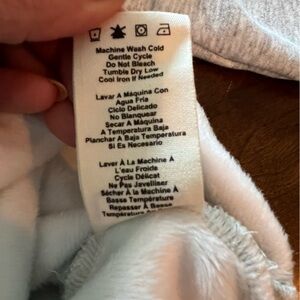 Machine Wash Cold
Gentle Cycle
Do Not Bleach
Tumble Dry Low
Cool Iron If Needed
Lavar A Máquina Con
Agua Fria
Ciclo Delicado
No Blanquear
Secar A Máquina
A Temperatura Baja
Planchar A Baja Temperatura
Si Es Necesario
Laver À La Machine À
L'eau Froide
Cycle Délicat
Ne Pas Javelliser
Sécher À la Machine À
Basse Température
Repasser À Basse
Température